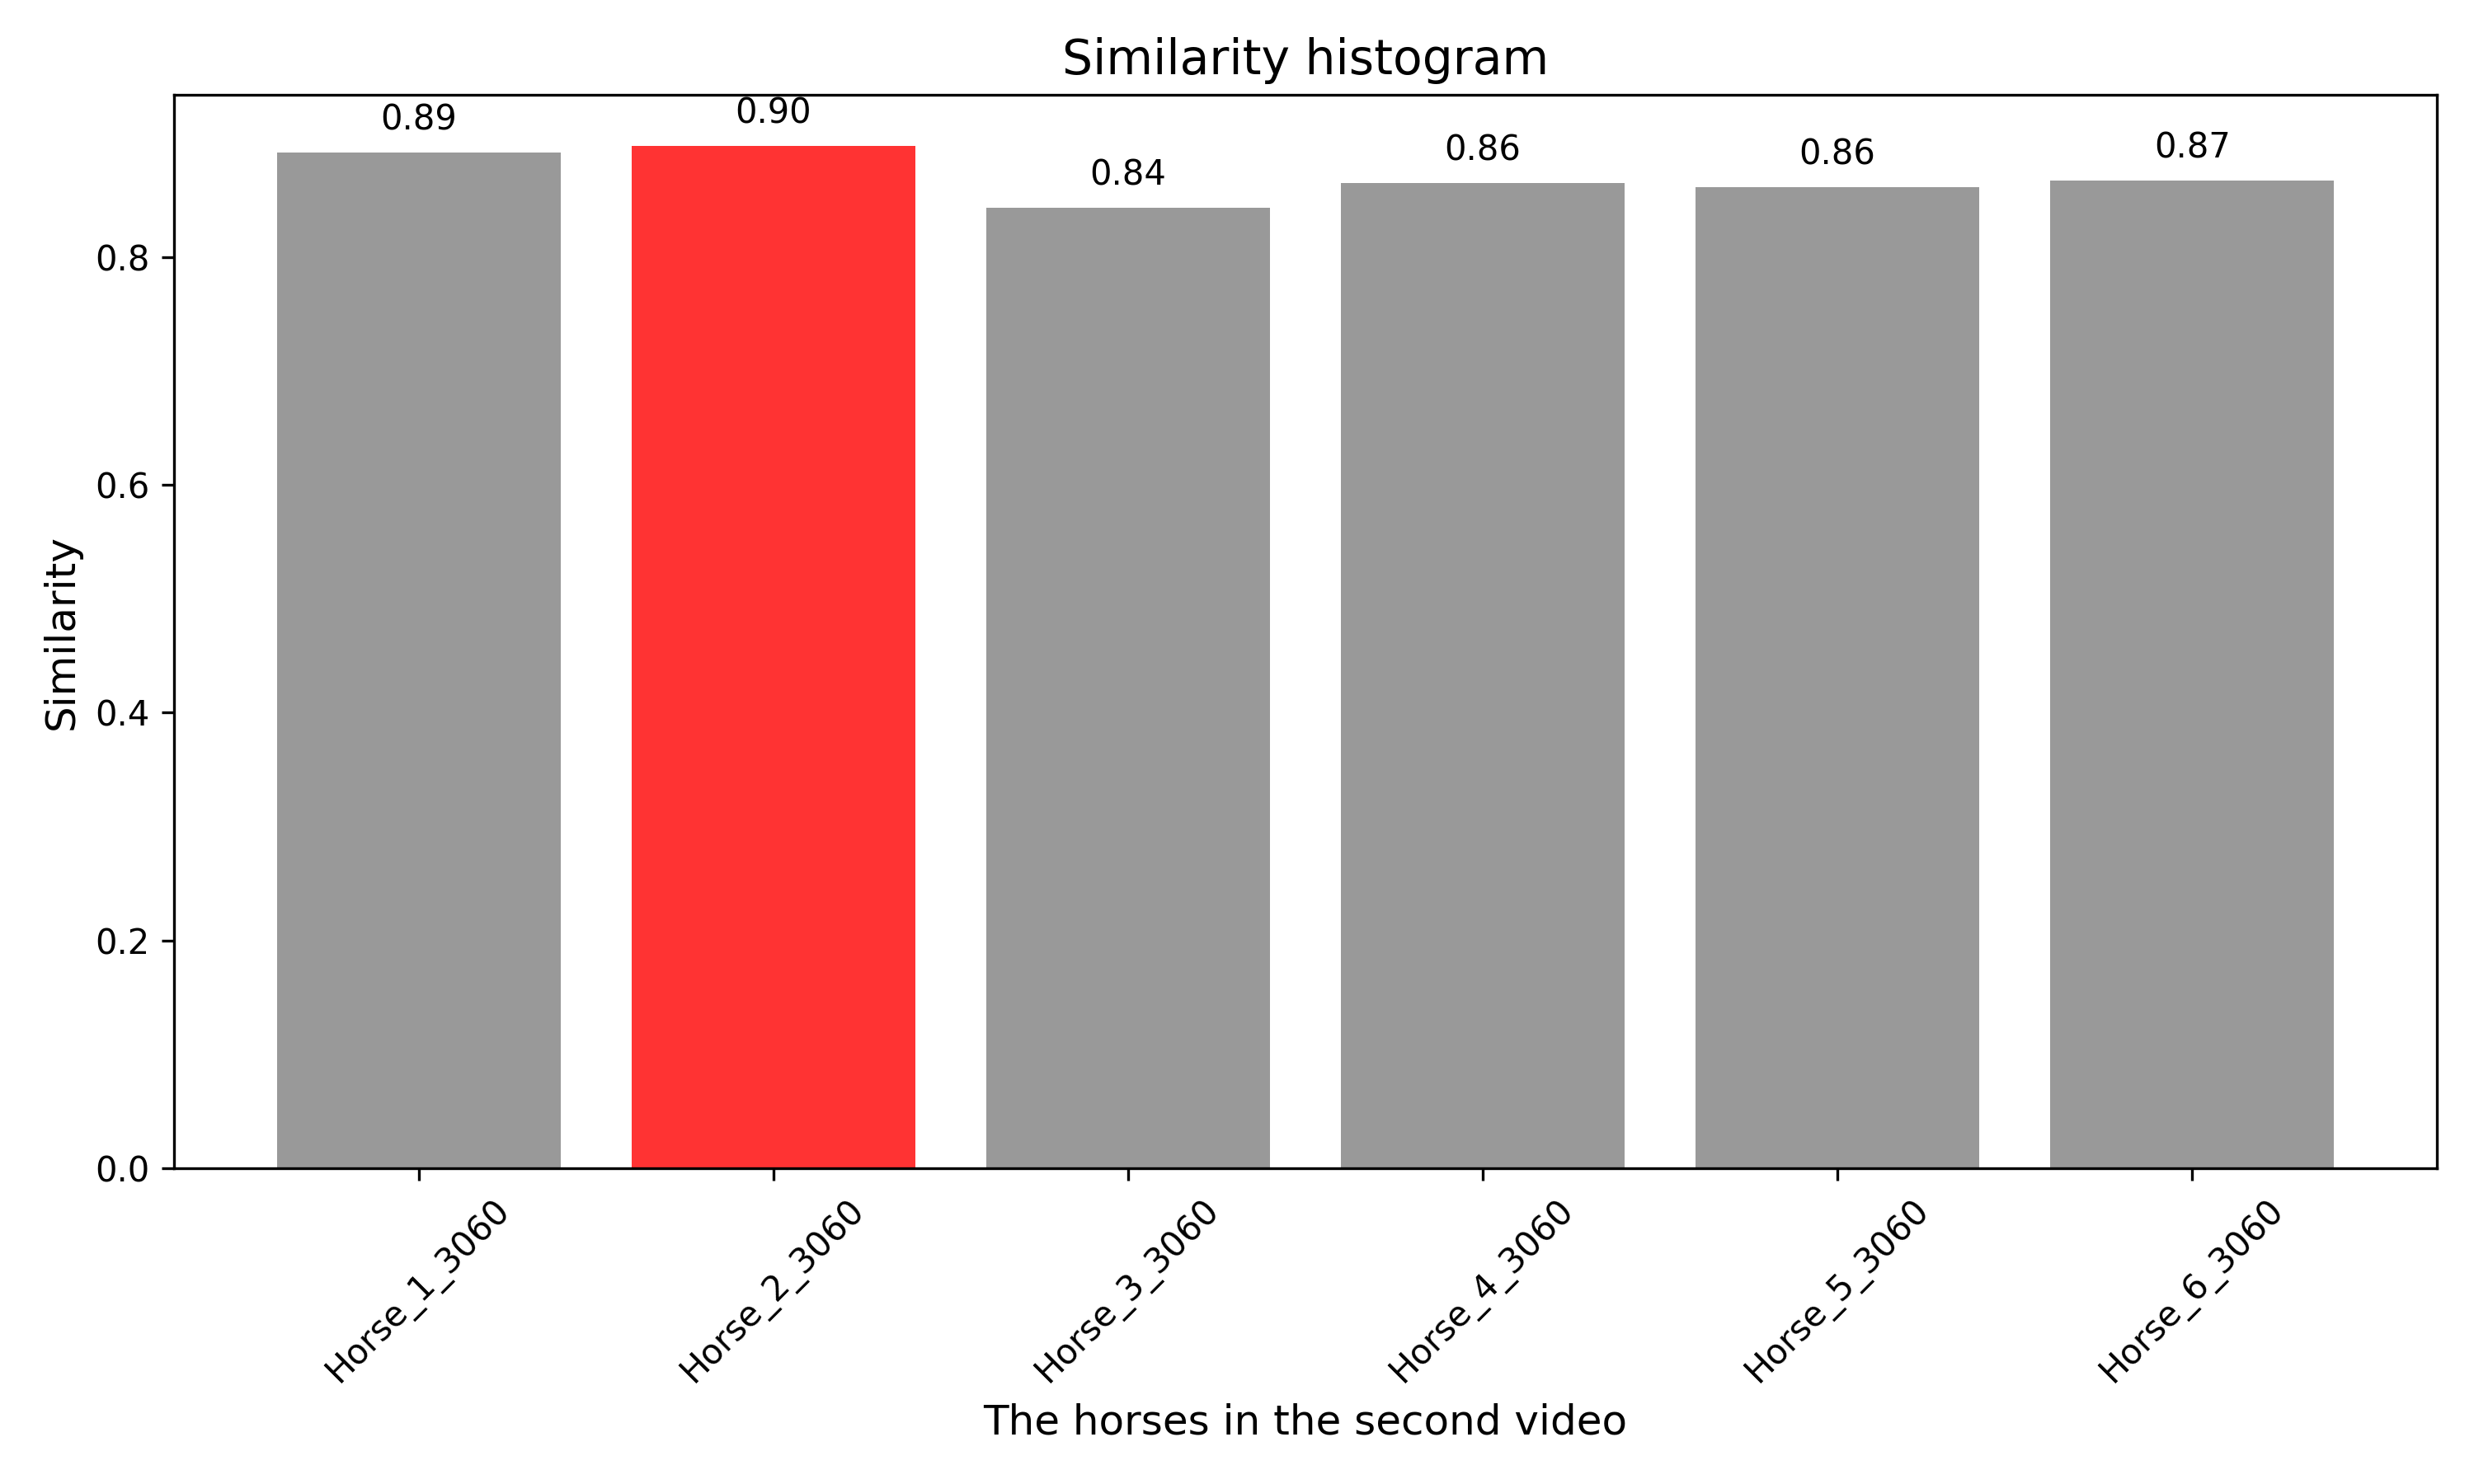 Similarity histogram
0.89
0.90
0.84
0.86
0.86
0.87
0.8
0.6
0.4
0.2
0.0
Similarity
Horse_1_3060
Horse_2_3060
Horse_3_3060
Horse_4_3060
Horse_5_3060
Horse_6_3060
The horses in the second video